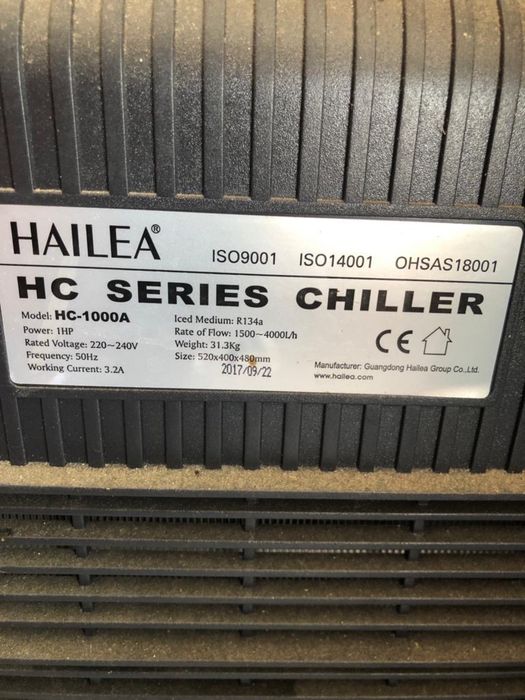 HAILEA®
ISO9001 ISO14001 OHSAS18001
HC SERIES CHILLER
Model: HC-1000A
Power: 1HP
Rated Voltage: 220~240V
Frequency: 50Hz
Working Current: 3.2A
Iced Medium: R134a
Rate of Flow: 1500~4000L/h
Weight: 31.3Kg
Size: 520x400x480mm
2017/09/22
CE
Manufacturer: Guangdong Hailea Group Co.,Ltd.
www.hailea.com